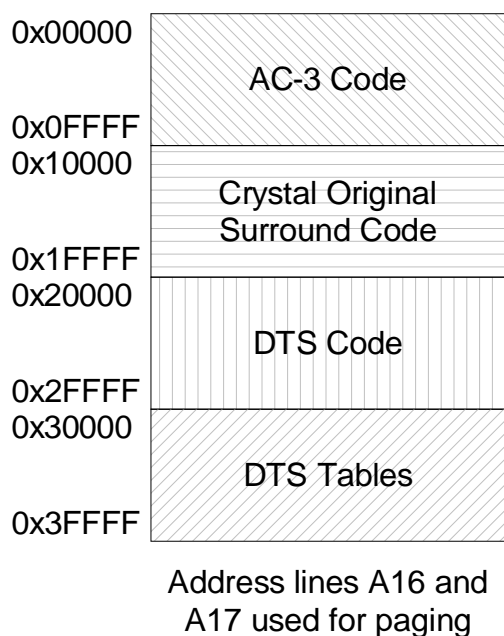 0x00000
AC-3 Code
0x0FFFF
0x10000
Crystal Original
Surround Code
0x1FFFF
0x20000
DTS Code
0x2FFFF
0x30000
DTS Tables
0x3FFFF
Address lines A16 and
A17 used for paging